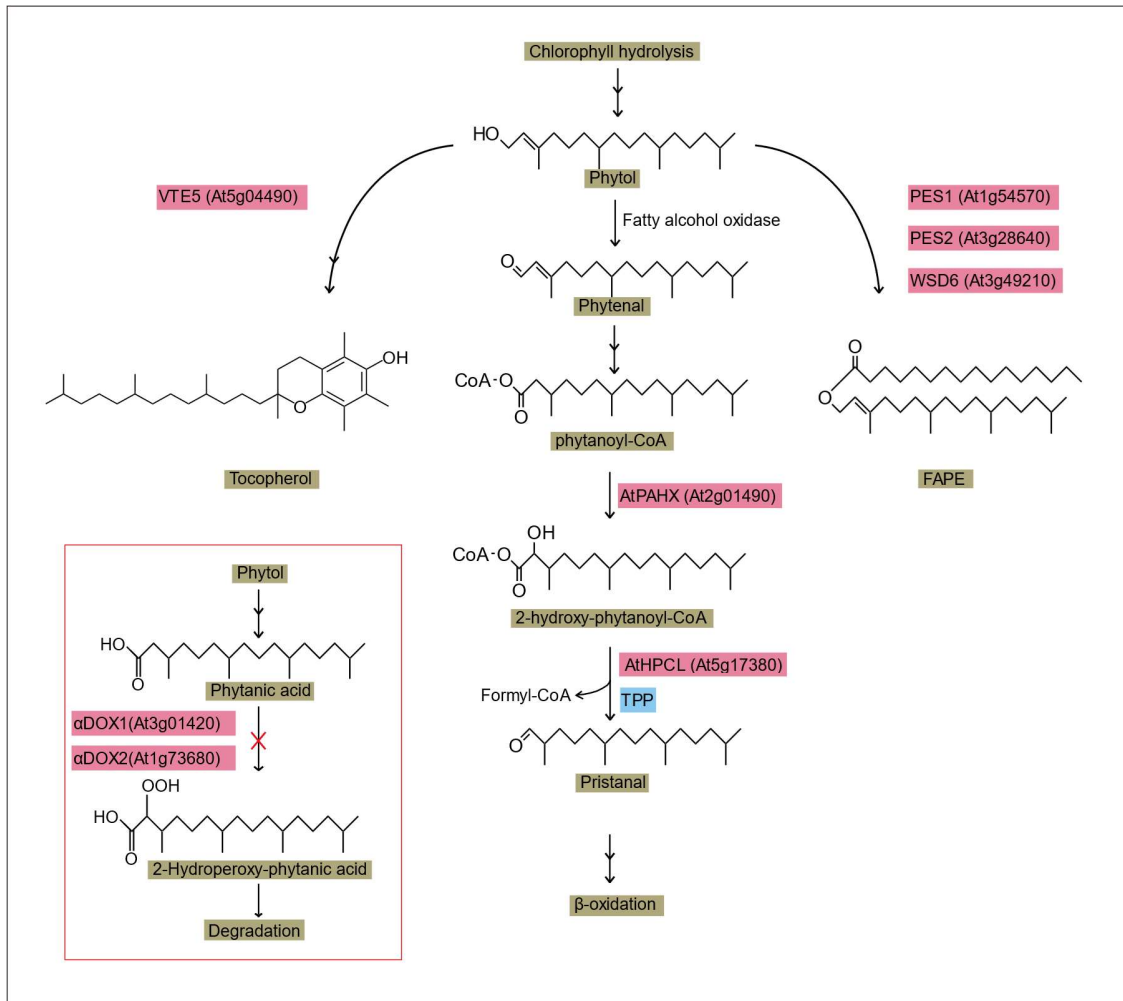 Chlorophyll hydrolysis
HO
Phytol
VTE5 (At5g04490)
PES1 (At1g54570)
PES2 (At3g28640)
WSD6 (At3g49210)
Fatty alcohol oxidase
O
Phytenal
OH
O
Tocopherol
CoA-O
O
phytanoyl-CoA
O
O
FAPE
AtPAHX (At2g01490)
OH
CoA-O
O
2-hydroxy-phytanoyl-CoA
AtHPCL (At5g17380)
Formyl-CoA
TPP
O
Pristanal
β-oxidation
Phytol
HO
O
Phytanic acid
αDOX1(At3g01420)
αDOX2(At1g73680)
OOH
HO
O
2-Hydroperoxy-phytanic acid
Degradation